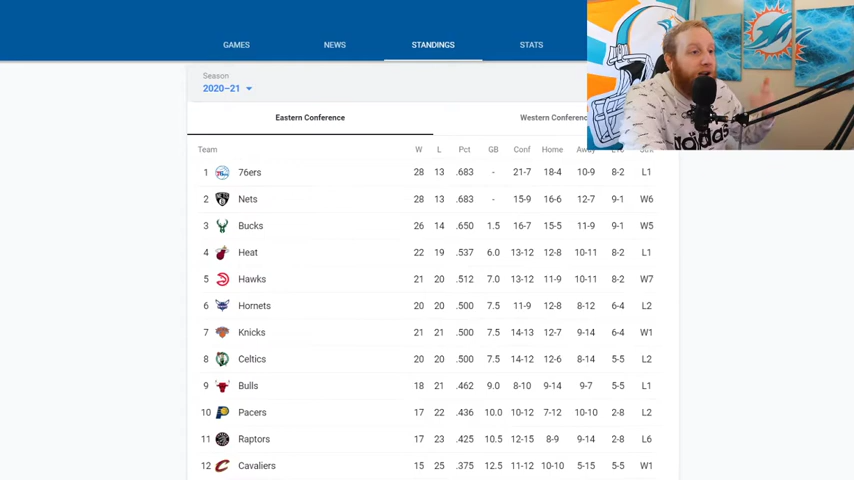 GAMES NEWS STANDINGS STATS
Season
2020–21
Eastern Conference Western Conference
Team W L Pct GB Conf Home Away
1 76ers 28 13 .683 - 21-7 18-4 10-9 8-2 L1
2 Nets 28 13 .683 - 15-9 16-6 12-7 9-1 W6
3 Bucks 26 14 .650 1.5 16-7 15-5 11-9 9-1 W5
4 Heat 22 19 .537 6.0 13-12 12-8 10-11 8-2 L1
5 Hawks 21 20 .512 7.0 13-12 11-9 10-11 8-2 W7
6 Hornets 20 20 .500 7.5 11-9 12-8 8-12 6-4 L2
7 Knicks 21 21 .500 7.5 14-13 12-7 9-14 6-4 W1
8 Celtics 20 20 .500 7.5 14-12 12-6 8-14 5-5 L2
9 Bulls 18 21 .462 9.0 8-10 9-14 9-7 5-5 L1
10 Pacers 17 22 .436 10.0 10-12 7-12 10-10 2-8 L2
11 Raptors 17 23 .425 10.5 12-15 8-9 9-14 2-8 L6
12 Cavaliers 15 25 .375 12.5 11-12 10-10 5-15 5-5 W1
adidas